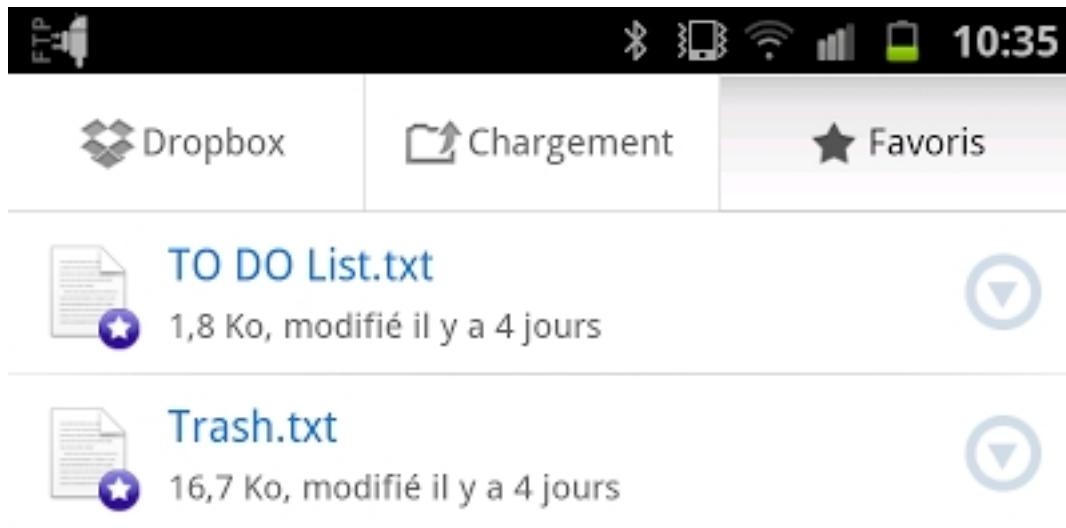 FTP
10:35
Dropbox
Chargement
Favoris
TO DO List.txt
1,8 Ko, modifié il y a 4 jours
Trash.txt
16,7 Ko, modifié il y a 4 jours